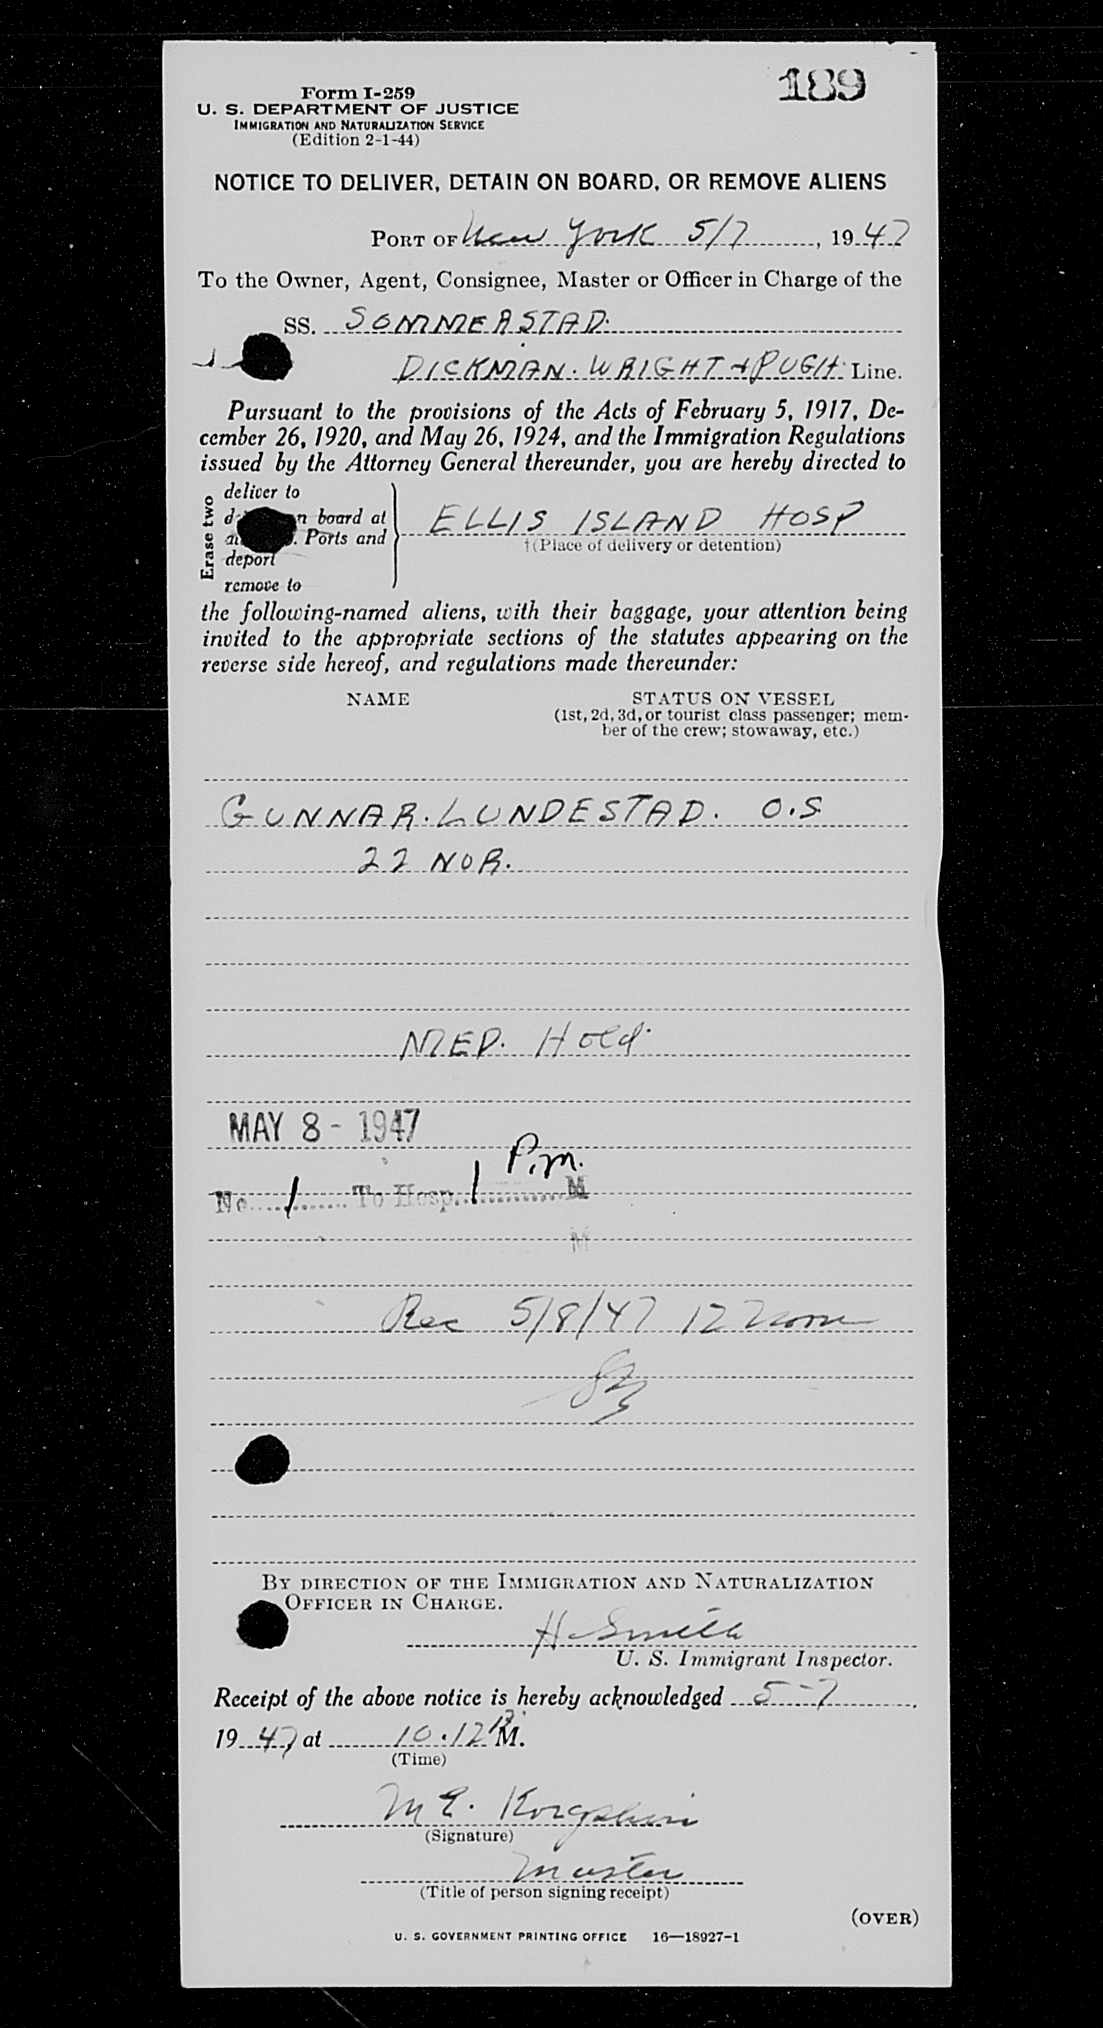 189
Form I-259
U. S. DEPARTMENT OF JUSTICE
IMMIGRATION AND NATURALIZATION SERVICE
(Edition 2-1-44)
NOTICE TO DELIVER, DETAIN ON BOARD, OR REMOVE ALIENS
PORT OF New York 5/7, 1947
To the Owner, Agent, Consignee, Master or Officer in Charge of the
SS. SOMMERSTAD.
DICKMAN. WRIGHT + PUGH Line.
Pursuant to the provisions of the Acts of February 5, 1917, De-
cember 26, 1920, and May 26, 1924, and the Immigration Regulations
issued by the Attorney General thereunder, you are hereby directed to
Erase two
deliver to
n board at
. Ports and
deport
remove to
ELLIS ISLAND HOSP
†(Place of delivery or detention)
the following-named aliens, with their baggage, your attention being
invited to the appropriate sections of the statutes appearing on the
reverse side hereof, and regulations made thereunder:
NAME STATUS ON VESSEL
(1st, 2d, 3d, or tourist class passenger; mem-
ber of the crew; stowaway, etc.)
GUNNAR. LUNDESTAD. O.S
22 NOR.
MED. Hold.
MAY 8 - 1947
No. 1 To Hosp. 1 P.m. M
M
Rec 5/8/47 12 Noon
BY DIRECTION OF THE IMMIGRATION AND NATURALIZATION
OFFICER IN CHARGE.
H Smith
U. S. Immigrant Inspector.
Receipt of the above notice is hereby acknowledged 5-7,
1947, at 10.12 M.
(Time)
M E.
(Signature)
Master
(Title of person signing receipt)
(OVER)
U. S. GOVERNMENT PRINTING OFFICE 16—18927-1